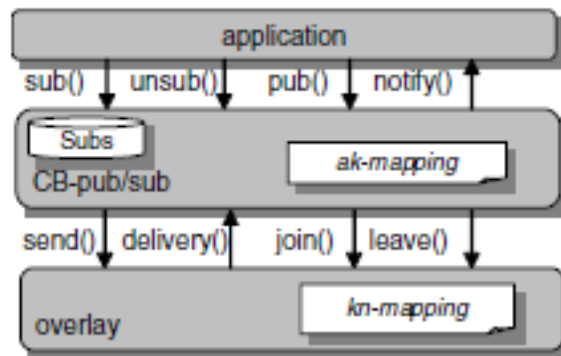 application
sub() unsub() pub() notify()
Subs
ak-mapping
CB-pub/sub
send() delivery() join() leave()
kn-mapping
overlay